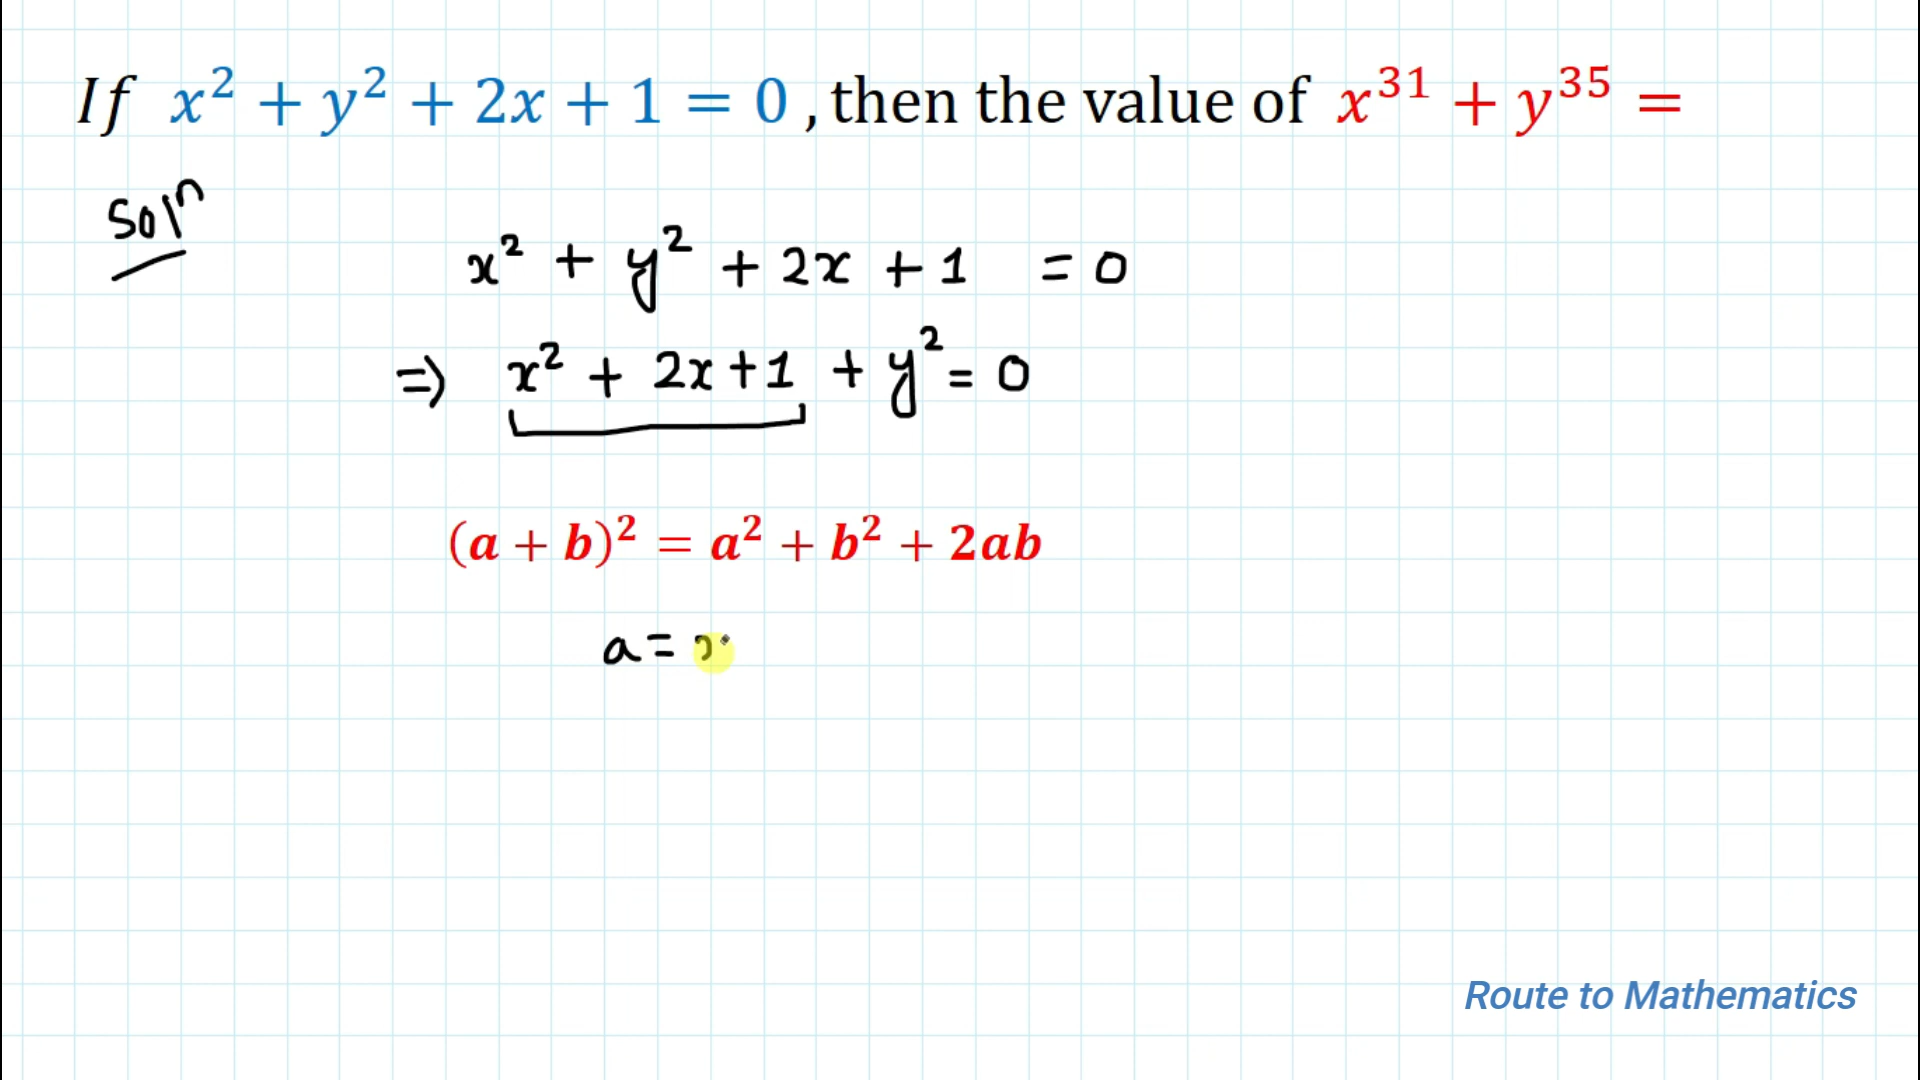 If x² + y² + 2x + 1 = 0 , then the value of x³¹ + y³⁵ =
Solⁿ
x² + y² + 2x + 1 = 0
⇒ x² + 2x + 1 + y² = 0
(a + b)² = a² + b² + 2ab
a =
Route to Mathematics